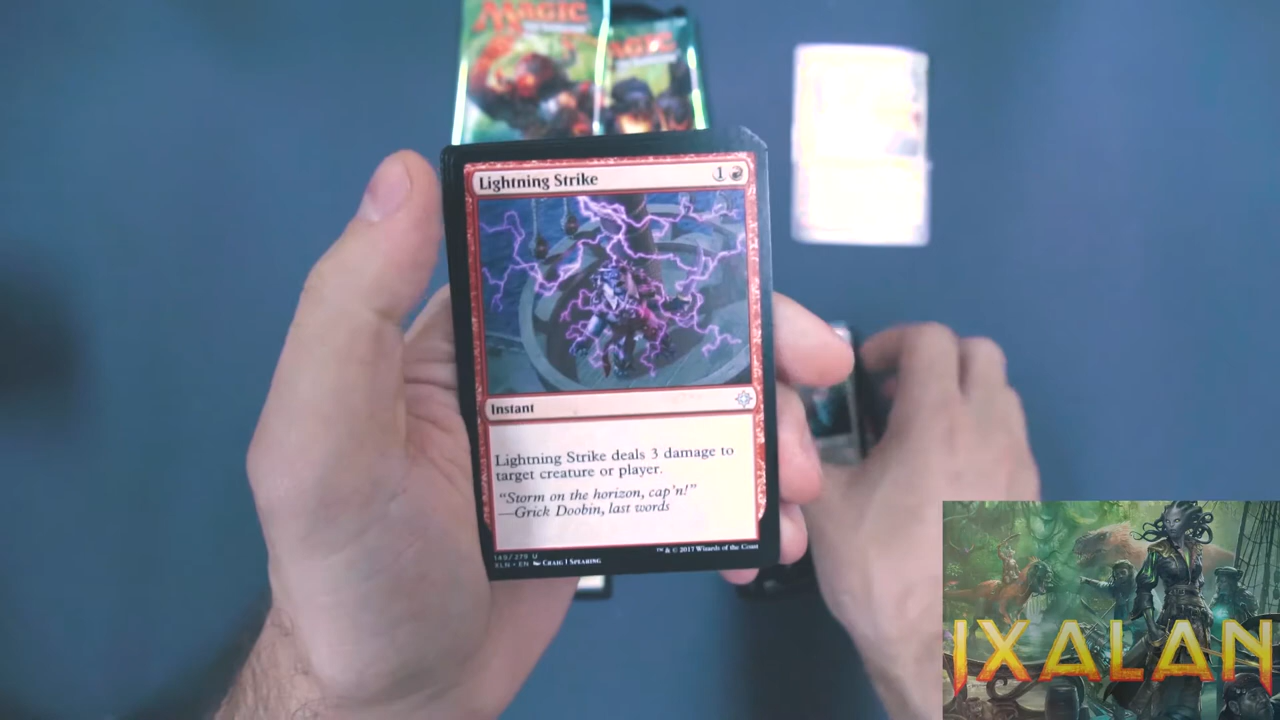 MAGIC
MAGIC
Lightning Strike
1
Instant
Lightning Strike deals 3 damage to
target creature or player.
"Storm on the horizon, cap'n!"
—Grick Doobin, last words
149/279 U
XLN • EN Craig J Spearing
™ & © 2017 Wizards of the Coast
IXALAN